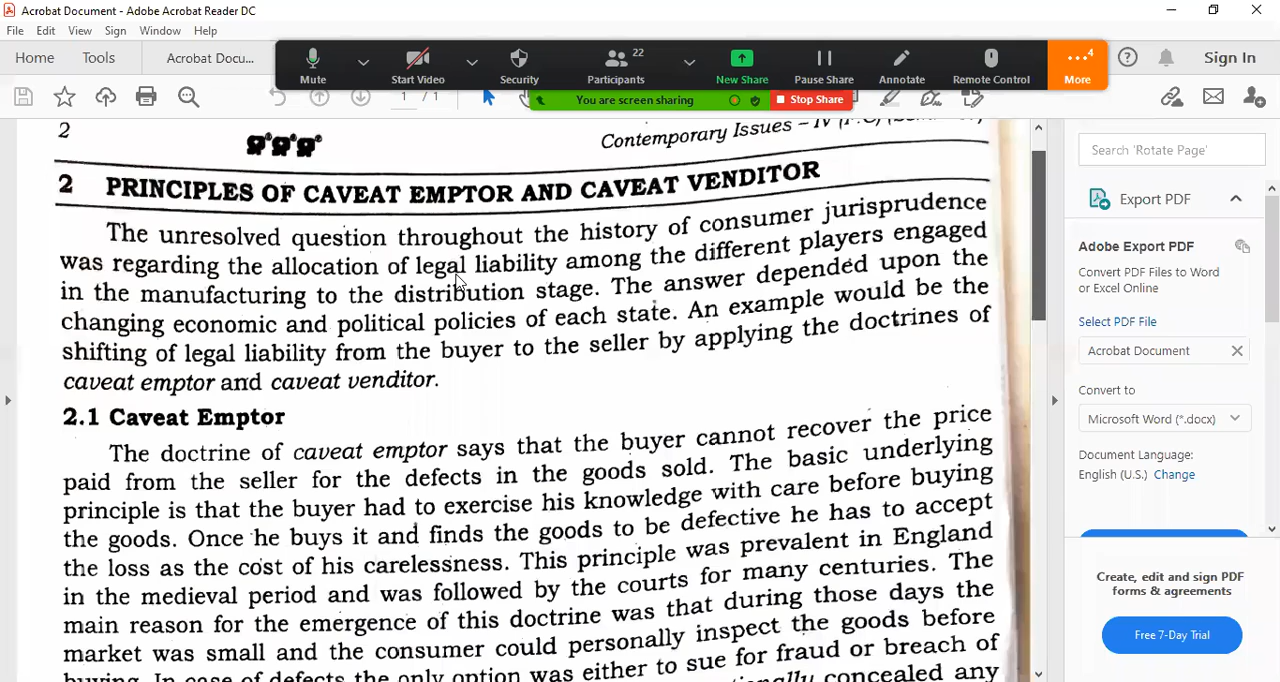 Acrobat Document - Adobe Acrobat Reader DC
File Edit View Sign Window Help
Home Tools Acrobat Docu... Sign In
Mute Start Video Security Participants 22 New Share Pause Share Annotate Remote Control More 4
You are screen sharing Stop Share
1 / 1
2 Contemporary Issues – IV
2 PRINCIPLES OF CAVEAT EMPTOR AND CAVEAT VENDITOR
The unresolved question throughout the history of consumer jurisprudence
was regarding the allocation of legal liability among the different players engaged
in the manufacturing to the distribution stage. The answer depended upon the
changing economic and political policies of each state. An example would be the
shifting of legal liability from the buyer to the seller by applying the doctrines of
caveat emptor and caveat venditor.
2.1 Caveat Emptor
The doctrine of caveat emptor says that the buyer cannot recover the price
paid from the seller for the defects in the goods sold. The basic underlying
principle is that the buyer had to exercise his knowledge with care before buying
the goods. Once he buys it and finds the goods to be defective he has to accept
the loss as the cost of his carelessness. This principle was prevalent in England
in the medieval period and was followed by the courts for many centuries. The
main reason for the emergence of this doctrine was that during those days the
market was small and the consumer could personally inspect the goods before
buying. In case of defects the only option was either to sue for fraud or breach of
concealed any
Search 'Rotate Page'
Export PDF
Adobe Export PDF
Convert PDF Files to Word
or Excel Online
Select PDF File
Acrobat Document
Convert to
Microsoft Word (*.docx)
Document Language:
English (U.S.) Change
Create, edit and sign PDF
forms & agreements
Free 7-Day Trial